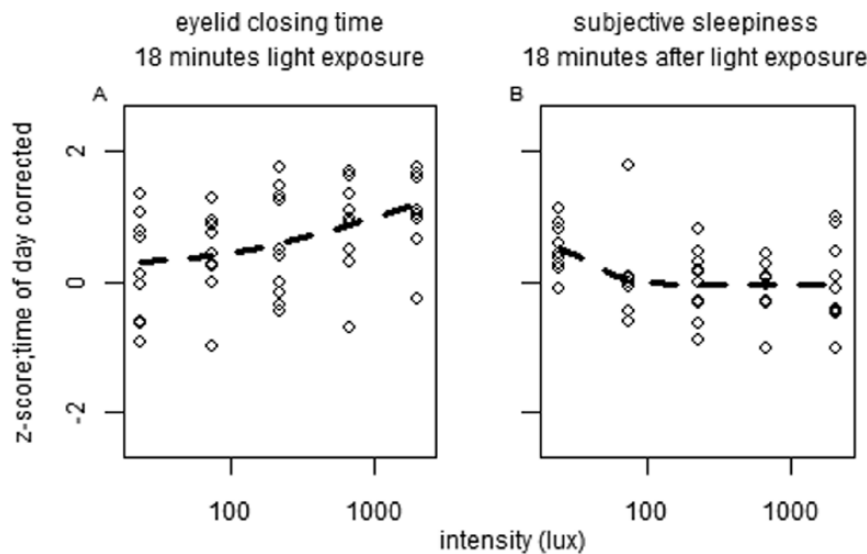 eyelid closing time
18 minutes light exposure
subjective sleepiness
18 minutes after light exposure
A
B
z-score;time of day corrected
2
0
-2
100
1000
100
1000
intensity (lux)